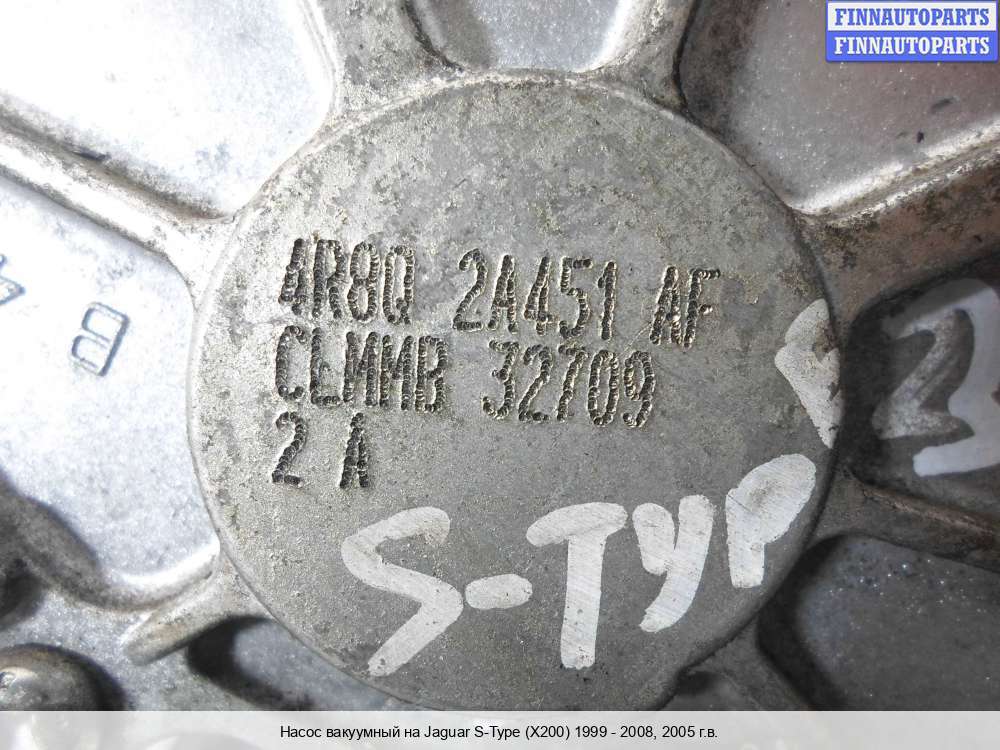 FINNAUTOPARTS
FINNAUTOPARTS
4R8Q 2A451 AF
CLMMB 32709
2 A
S-TYP
Насос вакуумный на Jaguar S-Type (X200) 1999 - 2008, 2005 г.в.